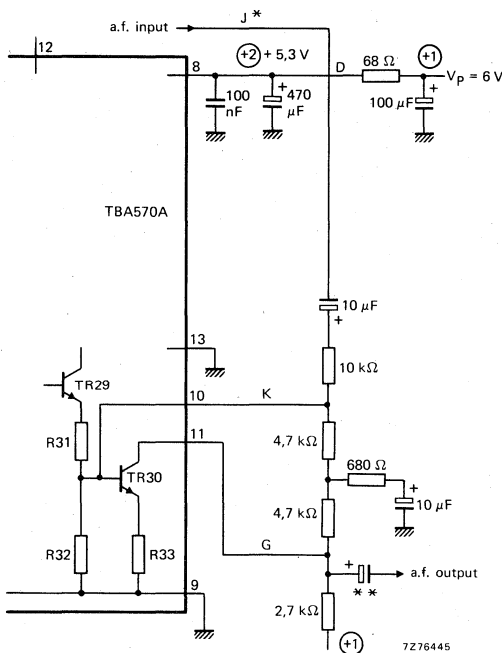 a.f. input
J *
12
8
+2 + 5,3 V
D
68 Ω
+1
V_P = 6 V
100 nF
+
470 µF
+
100 µF
TBA570A
10 µF
+
13
10 kΩ
TR29
10
K
R31
11
4,7 kΩ
680 Ω
TR30
+
10 µF
4,7 kΩ
R32
R33
G
+
a.f. output
* *
9
2,7 kΩ
+1
7Z76445